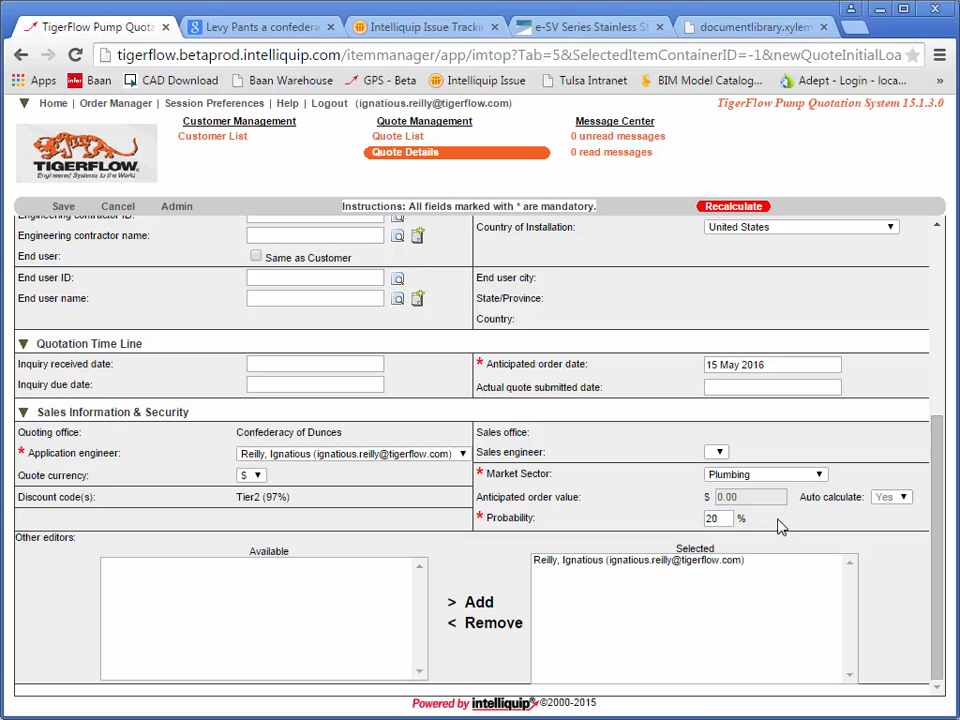 TigerFlow Pump Quota
Levy Pants a confedera
Intelliquip Issue Trackin
e-SV Series Stainless S
documentlibrary.xylem
tigerflow.betaprod.intelliquip.com/itemmanager/app/imtop?Tab=5&SelectedItemContainerID=-1&newQuoteInitialLoa
Apps
infor Baan
CAD Download
Baan Warehouse
GPS - Beta
Intelliquip Issue
Tulsa Intranet
BIM Model Catalog...
Adept - Login - loca...
»
Home | Order Manager | Session Preferences | Help | Logout (ignatious.reilly@tigerflow.com)
TigerFlow Pump Quotation System 15.1.3.0
Customer Management
Quote Management
Message Center
Customer List
Quote List
0 unread messages
Quote Details
0 read messages
TIGERFLOW
Engineered Systems to the World
Save
Cancel
Admin
Instructions: All fields marked with * are mandatory.
Recalculate
Engineering contractor ID:
Engineering contractor name:
Country of Installation:
United States
End user:
Same as Customer
End user ID:
End user city:
End user name:
State/Province:
Country:
Quotation Time Line
Inquiry received date:
* Anticipated order date:
15 May 2016
Inquiry due date:
Actual quote submitted date:
Sales Information & Security
Quoting office:
Confederacy of Dunces
Sales office:
* Application engineer:
Reilly, Ignatious (ignatious.reilly@tigerflow.com)
Sales engineer:
Quote currency:
$
* Market Sector:
Plumbing
Discount code(s):
Tier2 (97%)
Anticipated order value:
$ 0.00
Auto calculate:
Yes
* Probability:
20 %
Other editors:
Available
Selected
Reilly, Ignatious (ignatious.reilly@tigerflow.com)
> Add
< Remove
Powered by intelliquip ©2000-2015